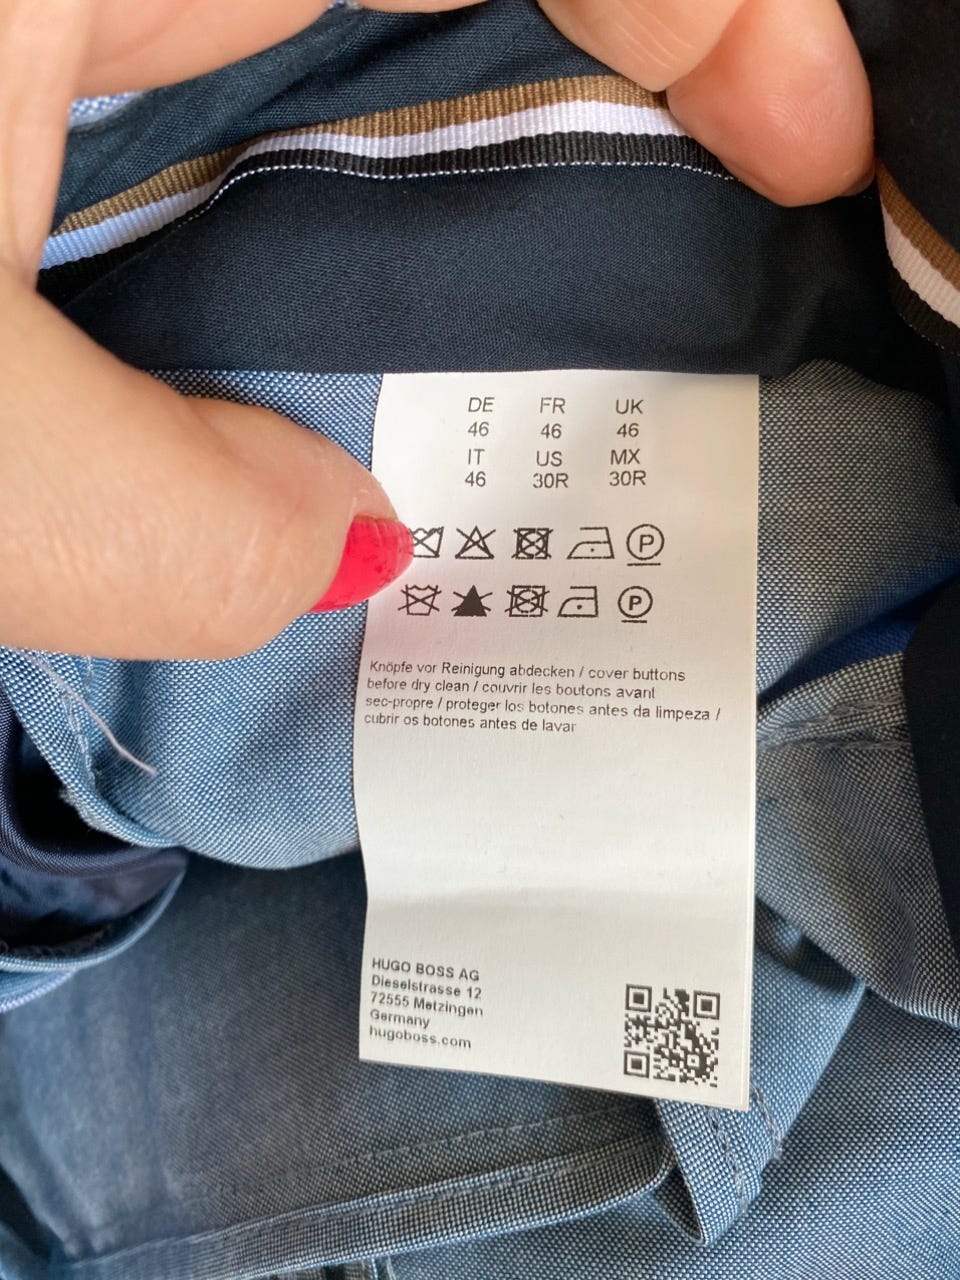 DE FR UK
46 46 46
IT US MX
46 30R 30R
P
P
Knöpfe vor Reinigung abdecken / cover buttons
before dry clean / couvrir les boutons avant
sec-propre / proteger los botones antes da limpeza /
cubrir os botones antes de lavar
HUGO BOSS AG
Dieselstrasse 12
72555 Metzingen
Germany
hugoboss.com